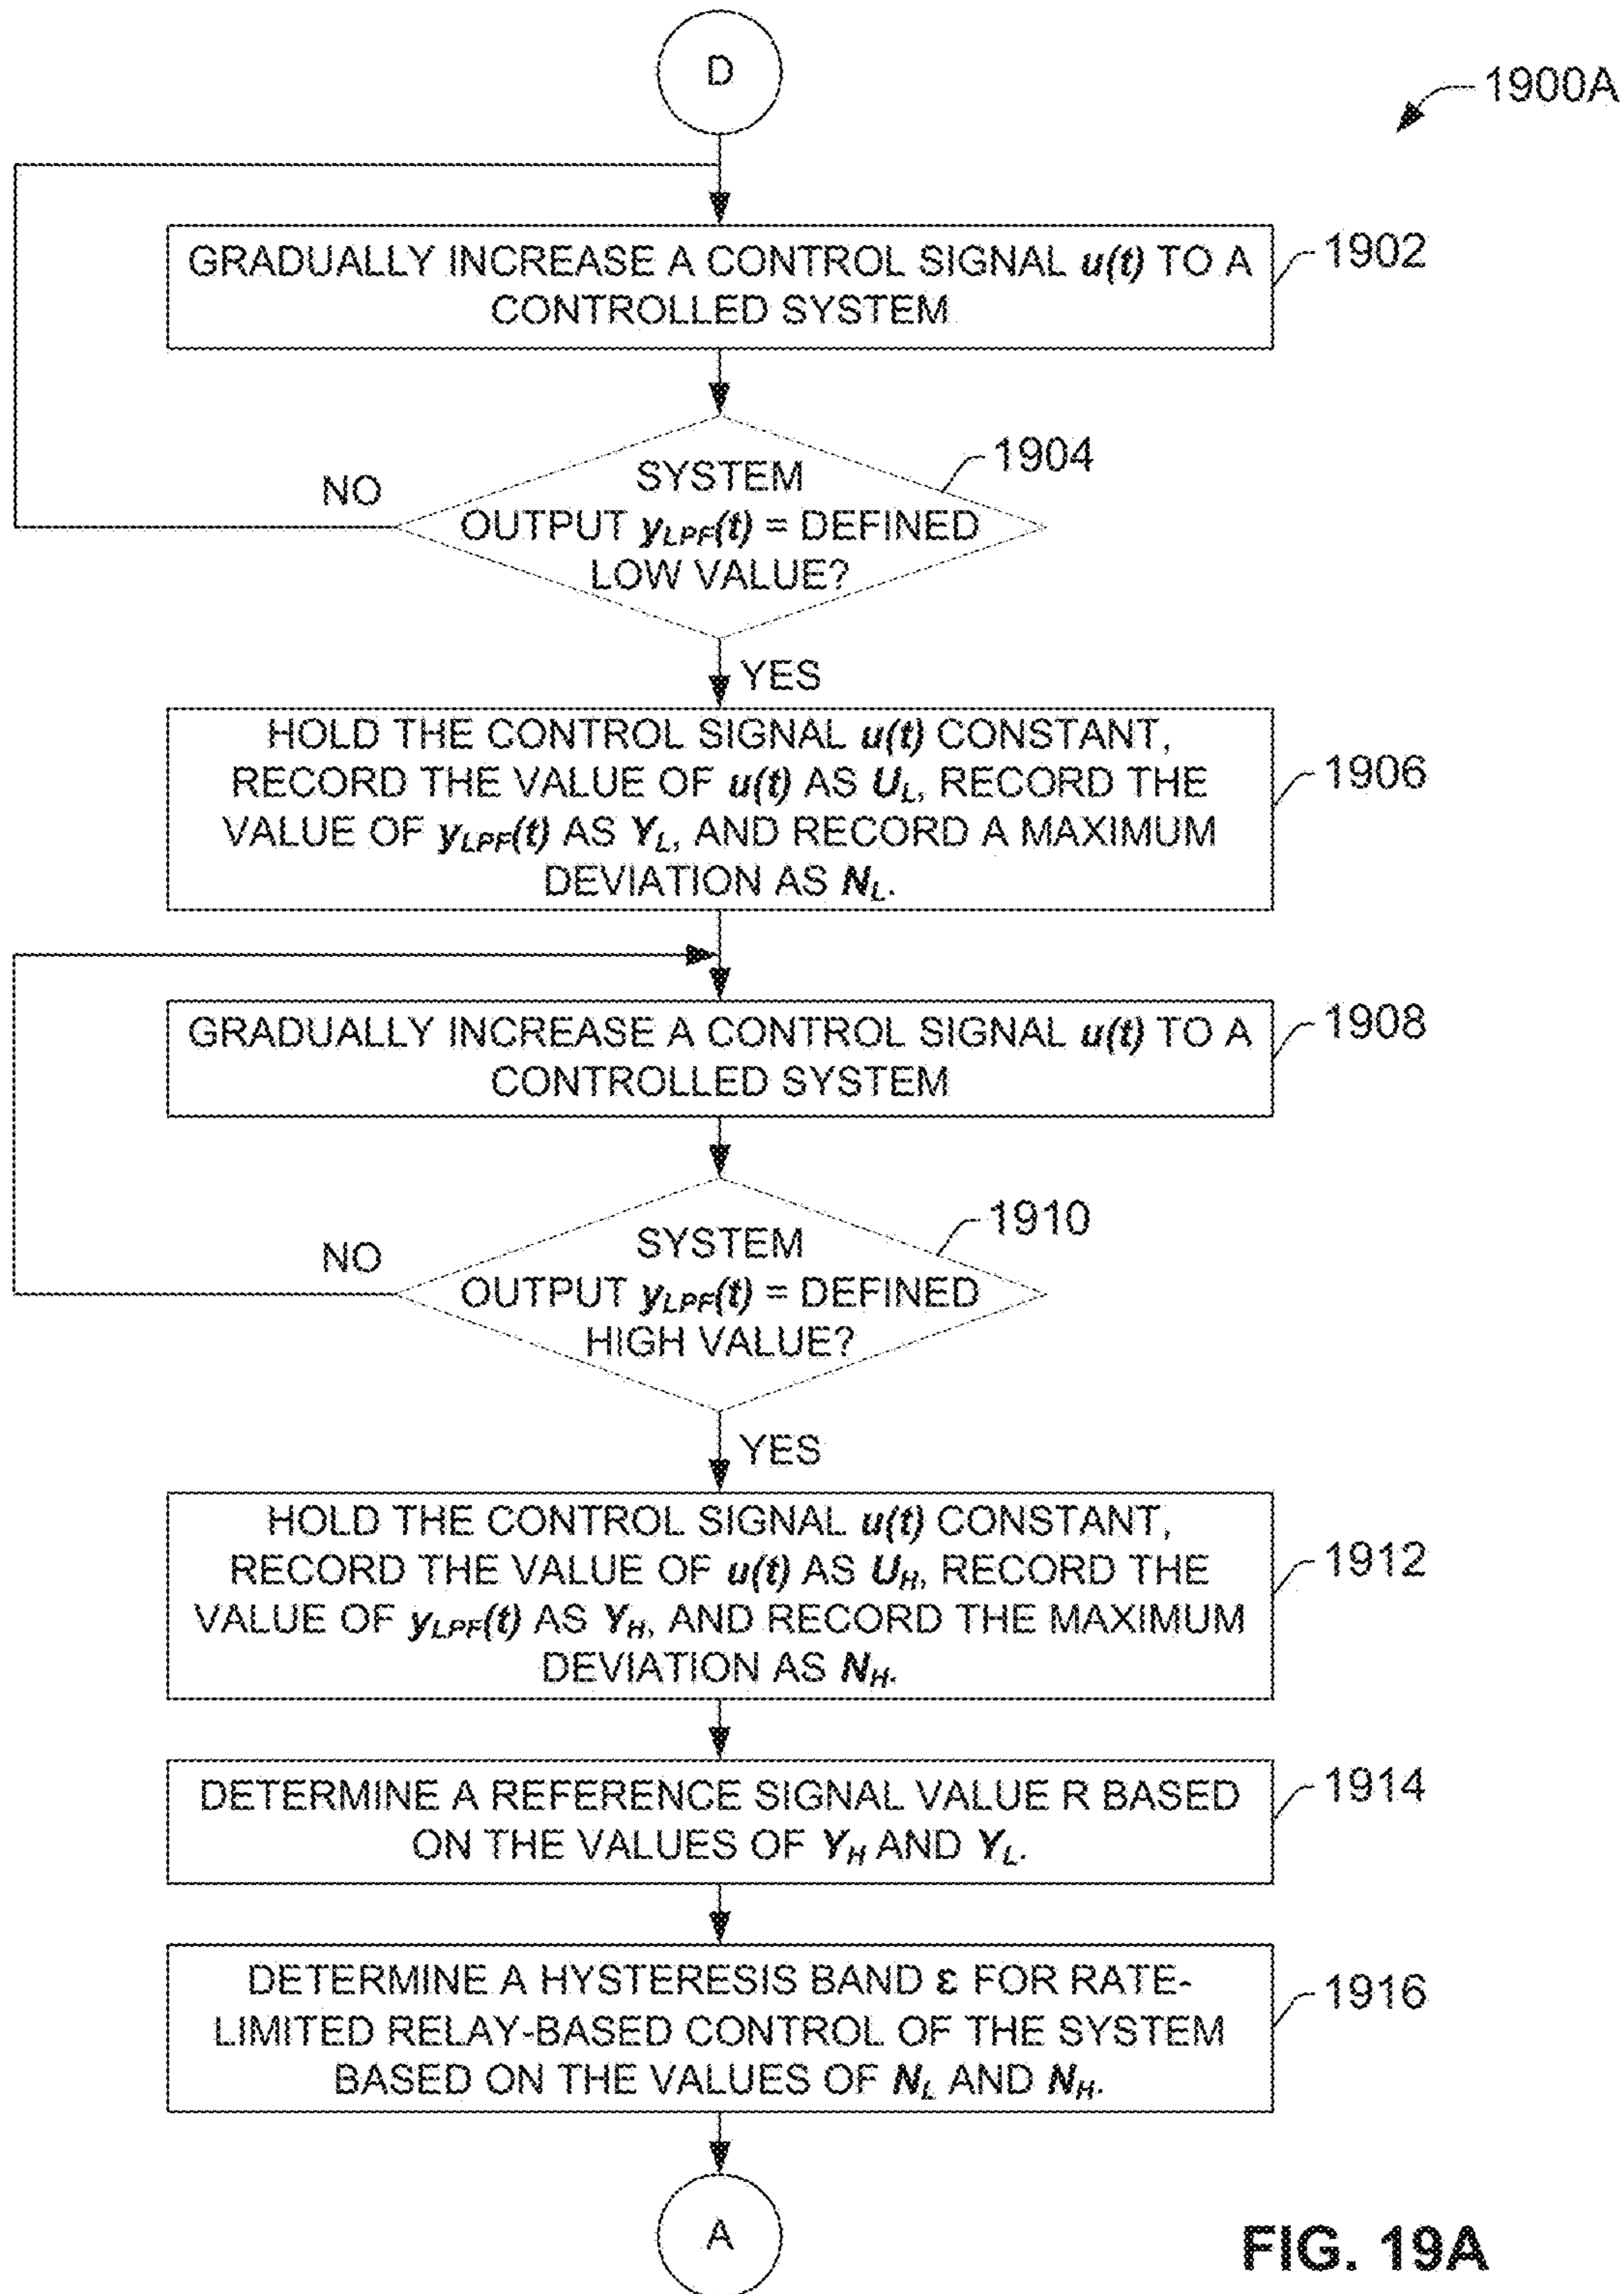 D
1900A
GRADUALLY INCREASE A CONTROL SIGNAL u(t) TO A
CONTROLLED SYSTEM
1902
SYSTEM
OUTPUT yLPF(t) = DEFINED
LOW VALUE?
1904
NO
YES
HOLD THE CONTROL SIGNAL u(t) CONSTANT,
RECORD THE VALUE OF u(t) AS UL, RECORD THE
VALUE OF yLPF(t) AS YL, AND RECORD A MAXIMUM
DEVIATION AS NL.
1906
GRADUALLY INCREASE A CONTROL SIGNAL u(t) TO A
CONTROLLED SYSTEM
1908
SYSTEM
OUTPUT yLPF(t) = DEFINED
HIGH VALUE?
1910
NO
YES
HOLD THE CONTROL SIGNAL u(t) CONSTANT,
RECORD THE VALUE OF u(t) AS UH, RECORD THE
VALUE OF yLPF(t) AS YH, AND RECORD THE MAXIMUM
DEVIATION AS NH.
1912
DETERMINE A REFERENCE SIGNAL VALUE R BASED
ON THE VALUES OF YH AND YL.
1914
DETERMINE A HYSTERESIS BAND ε FOR RATE-
LIMITED RELAY-BASED CONTROL OF THE SYSTEM
BASED ON THE VALUES OF NL AND NH.
1916
A
FIG. 19A